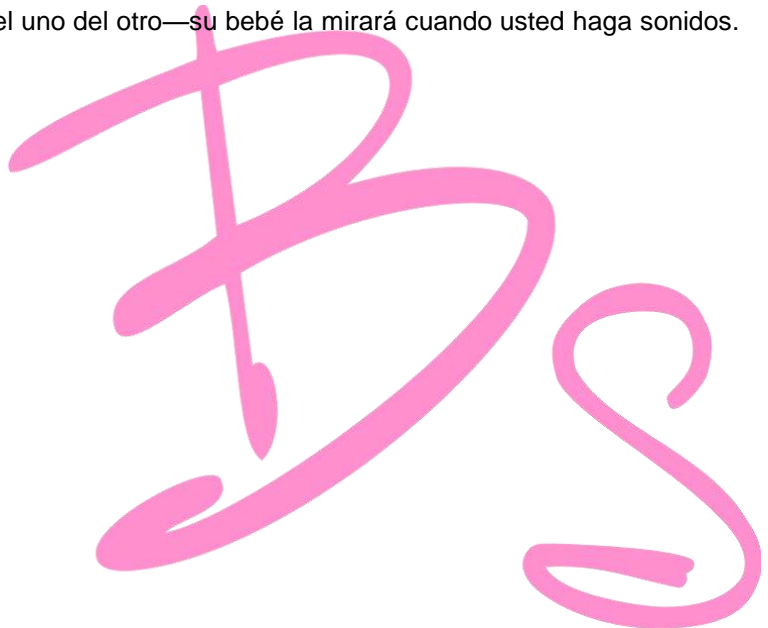 el uno del otro—su bebé la mirará cuando usted haga sonidos.
Bs